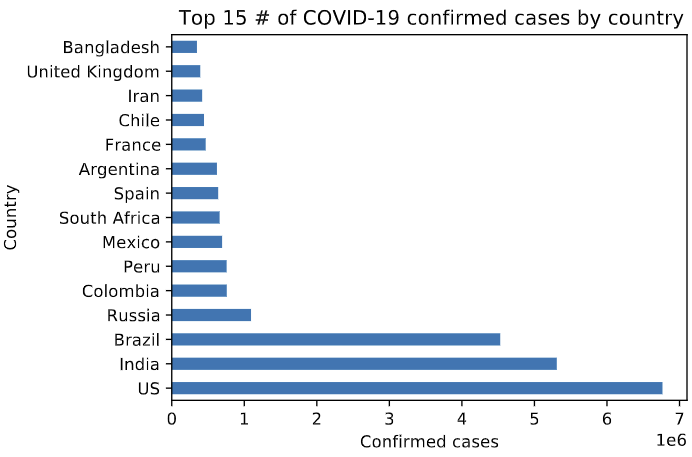 Top 15 # of COVID-19 confirmed cases by country
Bangladesh
United Kingdom
Iran
Chile
France
Argentina
Spain
South Africa
Mexico
Peru
Colombia
Russia
Brazil
India
US
Country
0 1 2 3 4 5 6 7
1e6
Confirmed cases